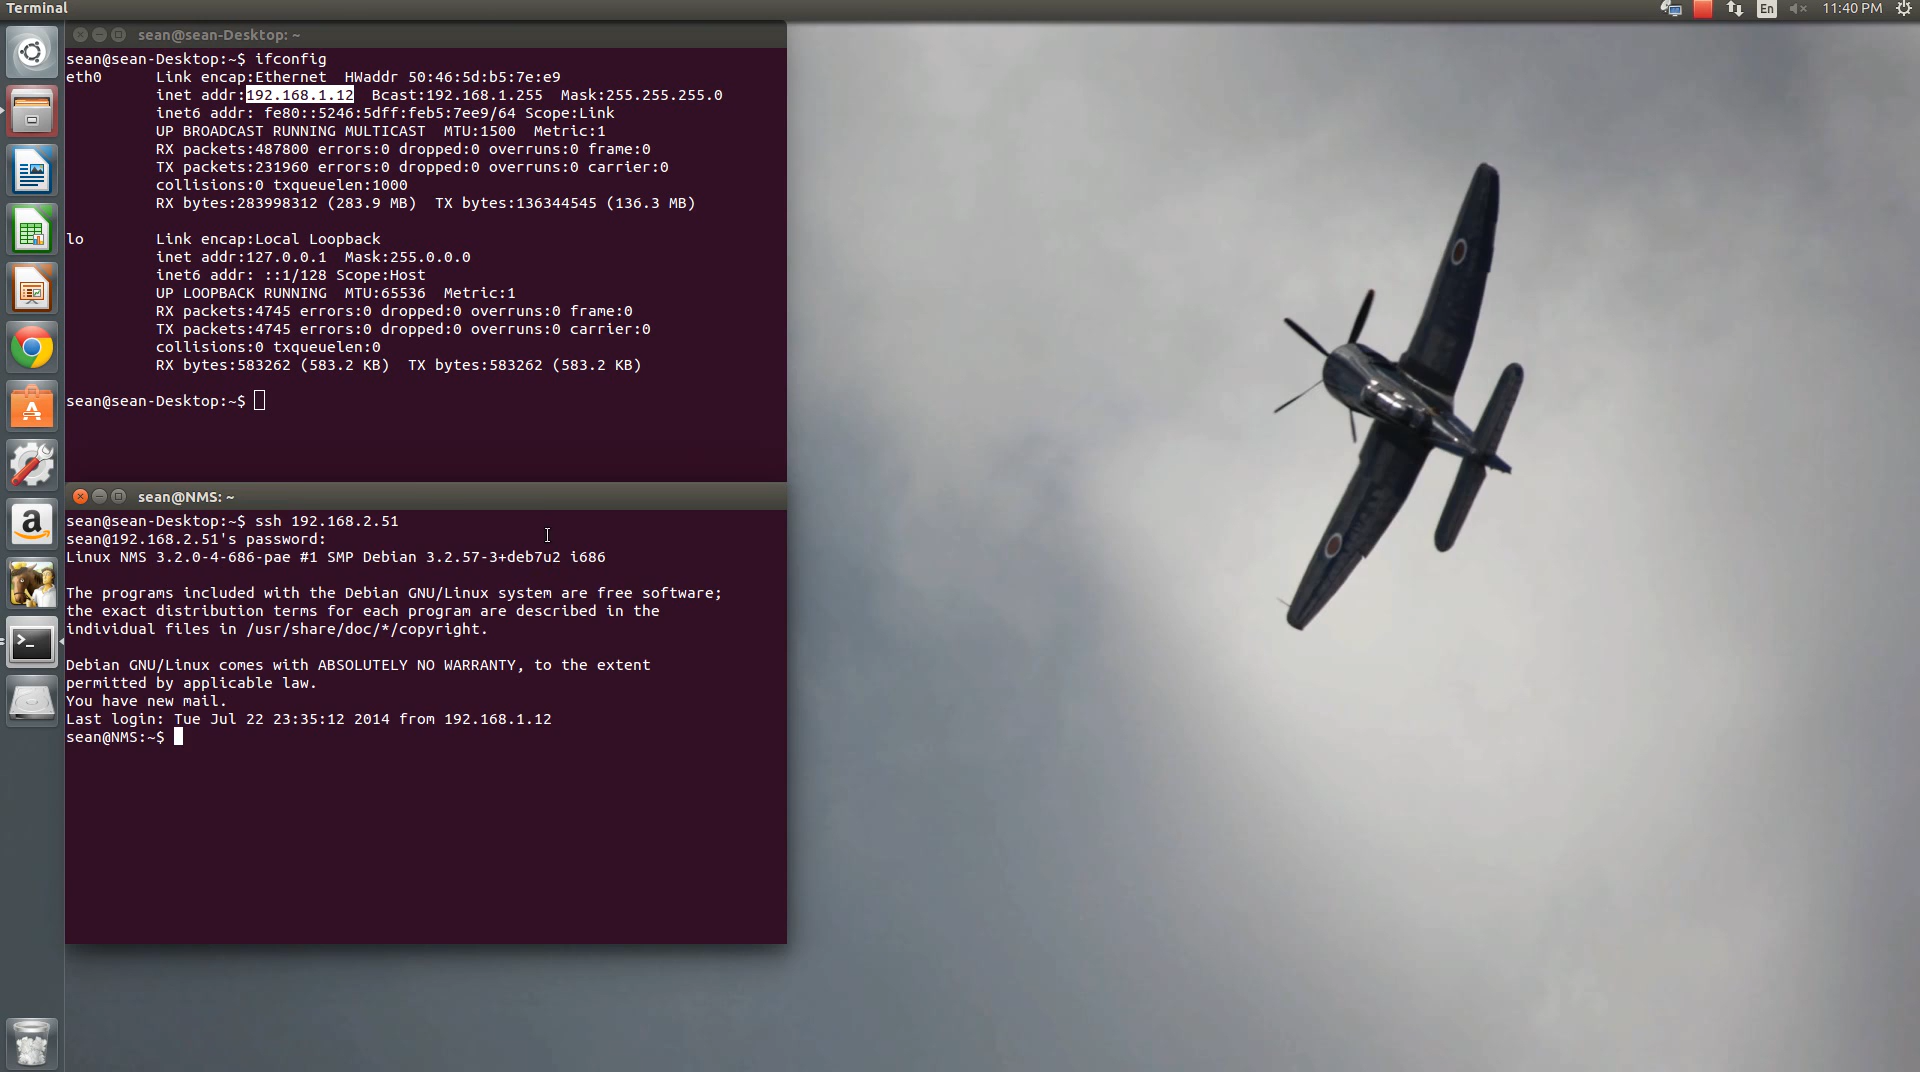 Terminal
En
11:40 PM
sean@sean-Desktop: ~
sean@sean-Desktop:~$ ifconfig
eth0      Link encap:Ethernet  HWaddr 50:46:5d:b5:7e:e9
          inet addr:192.168.1.12  Bcast:192.168.1.255  Mask:255.255.255.0
          inet6 addr: fe80::5246:5dff:feb5:7ee9/64 Scope:Link
          UP BROADCAST RUNNING MULTICAST  MTU:1500  Metric:1
          RX packets:487800 errors:0 dropped:0 overruns:0 frame:0
          TX packets:231960 errors:0 dropped:0 overruns:0 carrier:0
          collisions:0 txqueuelen:1000
          RX bytes:283998312 (283.9 MB)  TX bytes:136344545 (136.3 MB)
lo        Link encap:Local Loopback
          inet addr:127.0.0.1  Mask:255.0.0.0
          inet6 addr: ::1/128 Scope:Host
          UP LOOPBACK RUNNING  MTU:65536  Metric:1
          RX packets:4745 errors:0 dropped:0 overruns:0 frame:0
          TX packets:4745 errors:0 dropped:0 overruns:0 carrier:0
          collisions:0 txqueuelen:0
          RX bytes:583262 (583.2 KB)  TX bytes:583262 (583.2 KB)
sean@sean-Desktop:~$
sean@NMS: ~
sean@sean-Desktop:~$ ssh 192.168.2.51
sean@192.168.2.51's password:
Linux NMS 3.2.0-4-686-pae #1 SMP Debian 3.2.57-3+deb7u2 i686
The programs included with the Debian GNU/Linux system are free software;
the exact distribution terms for each program are described in the
individual files in /usr/share/doc/*/copyright.
Debian GNU/Linux comes with ABSOLUTELY NO WARRANTY, to the extent
permitted by applicable law.
You have new mail.
Last login: Tue Jul 22 23:35:12 2014 from 192.168.1.12
sean@NMS:~$